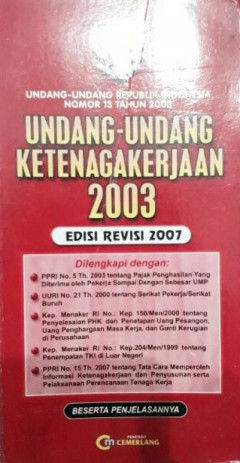 UNDANG-UNDANG REPUBLIK INDONESIA
NOMOR 13 TAHUN 2003
UNDANG-UNDANG
KETENAGAKERJAAN
2003
EDISI REVISI 2007
Dilengkapi dengan:
PPRI No. 5 Th. 2003 tentang Pajak Penghasilan Yang
Diterima oleh Pekerja Sampai Dengan Sebesar UMP
UURI No. 21 Th. 2000 tentang Serikat Pekerja/Serikat
Buruh
Kep. Menaker RI No.: Kep. 150/Men/2000 tentang
Penyelesaian PHK dan Penetapan Uang Pesangon,
Uang Penghargaan Masa Kerja, dan Ganti Kerugian
di Perusahaan
Kep. Menaker RI No.: Kep.204/Men/1999 tentang
Penempatan TKI di Luar Negeri
PPRI No. 15 Th. 2007 tentang Tata Cara Memperoleh
Informasi Ketenagakerjaan dan Penyusunan serta
Pelaksanaan Perencanaan Tenaga Kerja
BESERTA PENJELASANNYA
PENERBIT
CEMERLANG